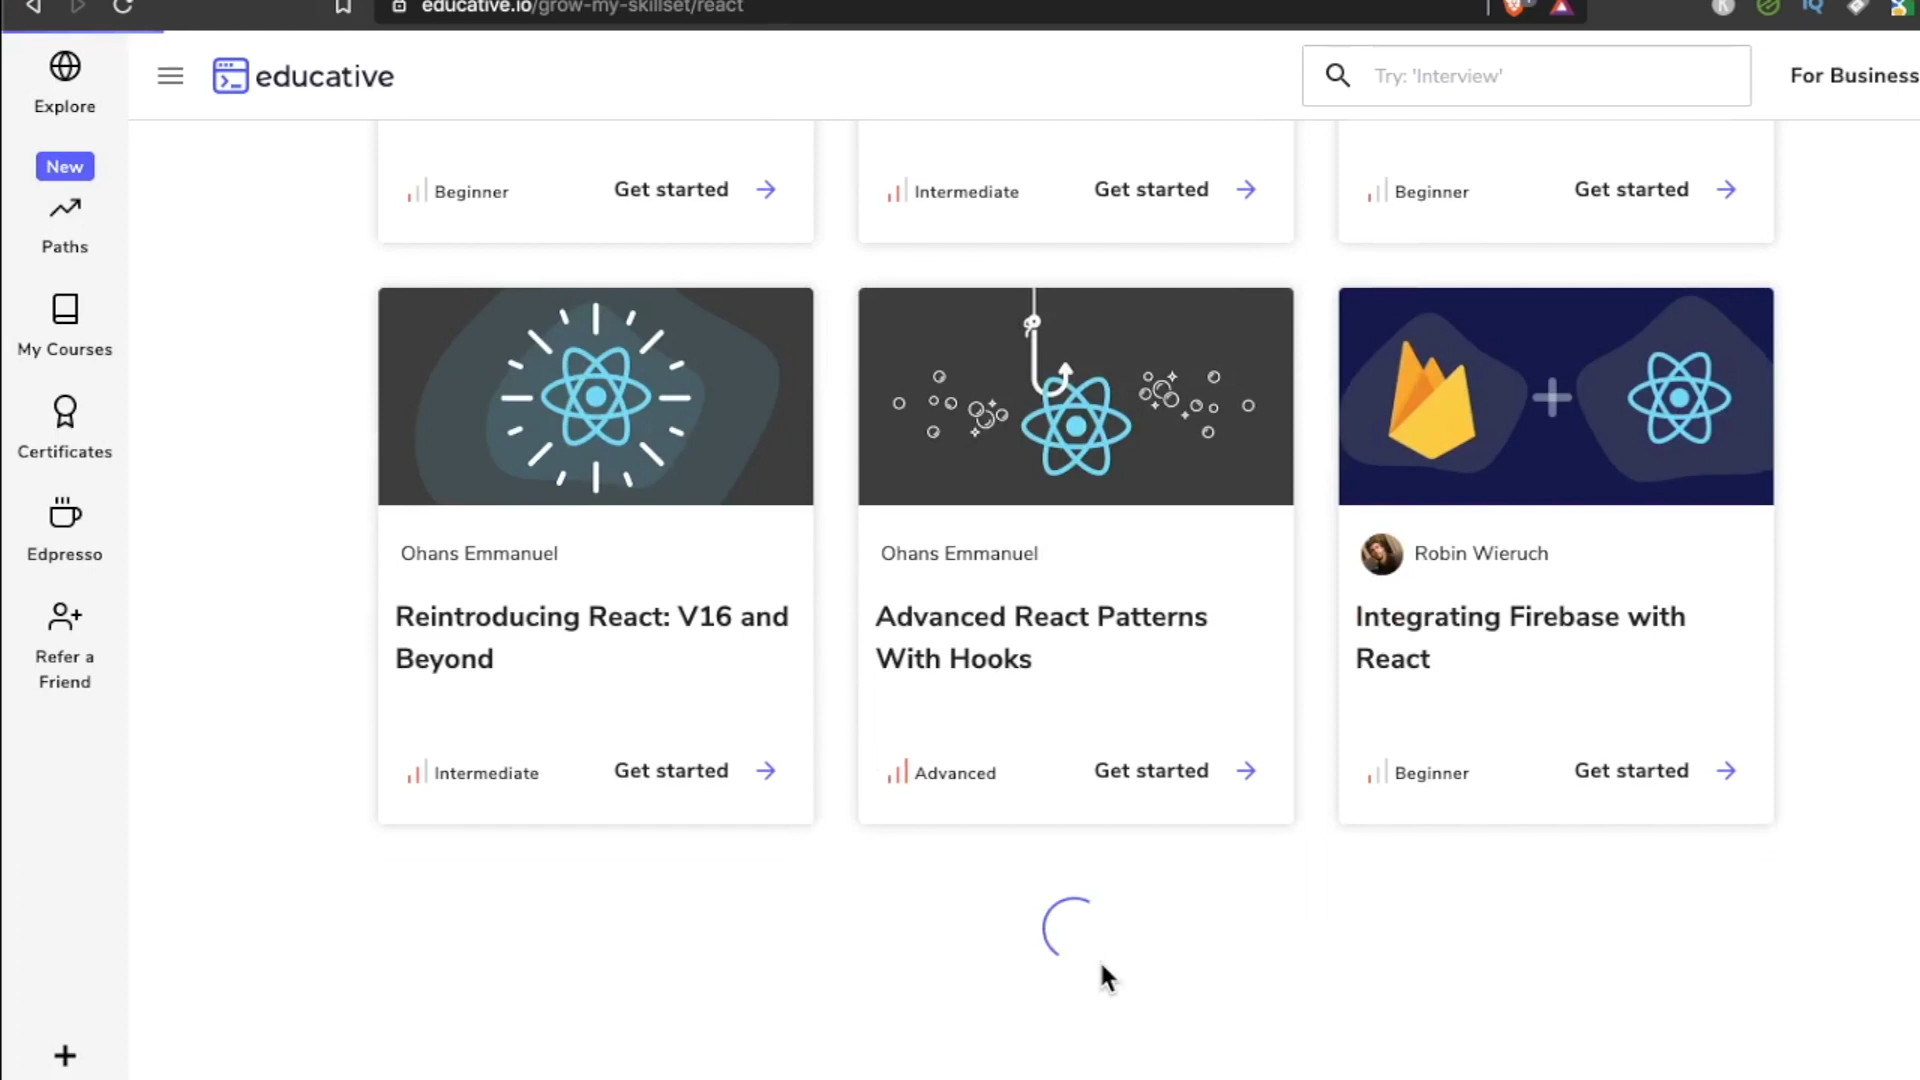 educative.io/grow-my-skillset/react
Explore
educative
Try: 'Interview'
For Business
New
Paths
Beginner
Get started
Intermediate
Get started
Beginner
Get started
My Courses
Certificates
Edpresso
Refer a
Friend
Ohans Emmanuel
Reintroducing React: V16 and
Beyond
Intermediate
Get started
Ohans Emmanuel
Advanced React Patterns
With Hooks
Advanced
Get started
Robin Wieruch
Integrating Firebase with
React
Beginner
Get started